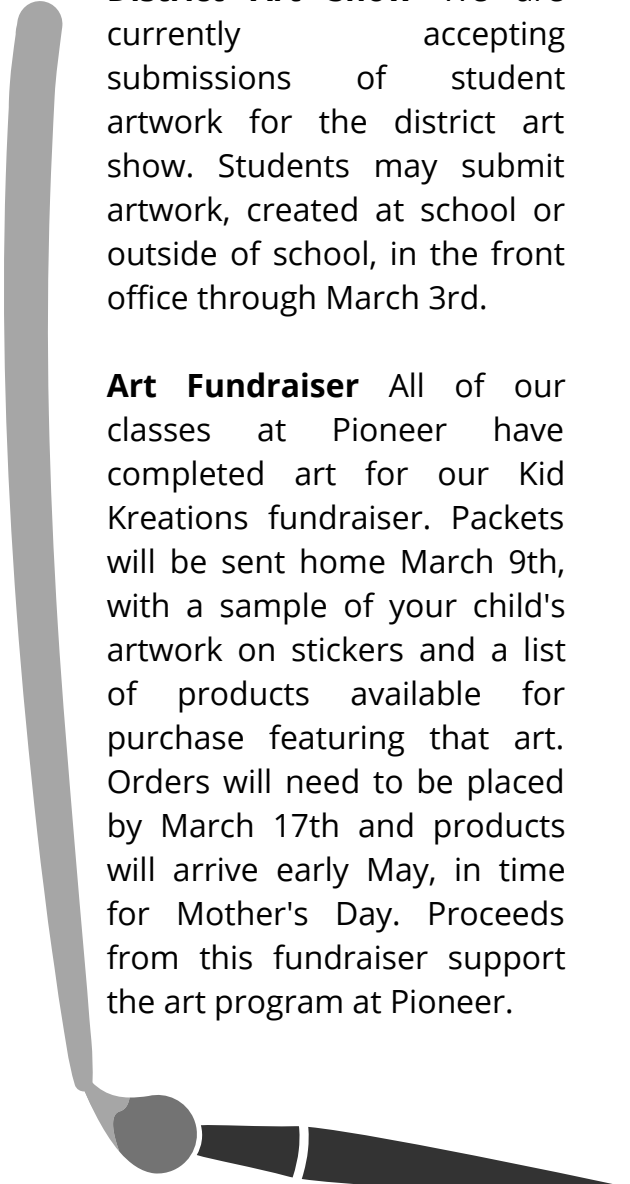 District Art Show We are
currently accepting
submissions of student
artwork for the district art
show. Students may submit
artwork, created at school or
outside of school, in the front
office through March 3rd.
Art Fundraiser All of our
classes at Pioneer have
completed art for our Kid
Kreations fundraiser. Packets
will be sent home March 9th,
with a sample of your child's
artwork on stickers and a list
of products available for
purchase featuring that art.
Orders will need to be placed
by March 17th and products
will arrive early May, in time
for Mother's Day. Proceeds
from this fundraiser support
the art program at Pioneer.